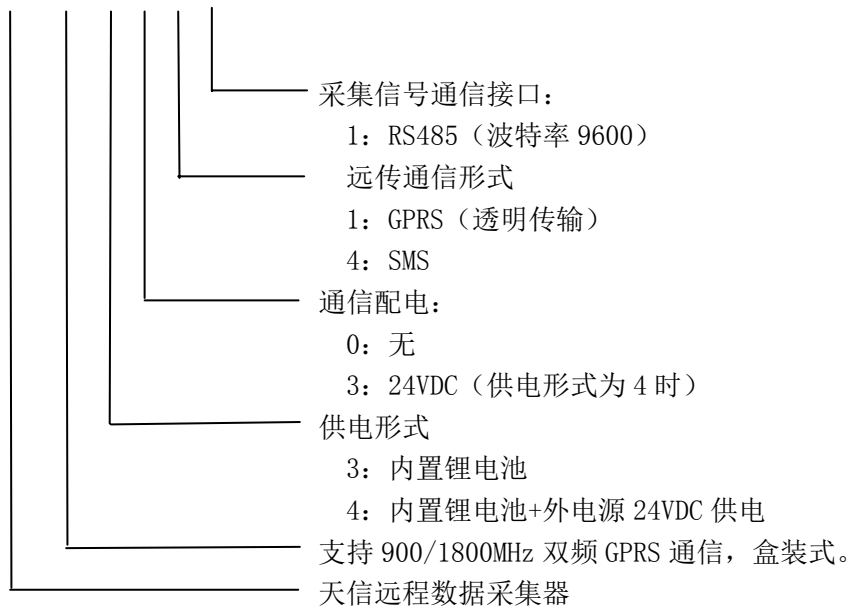 采集信号通信接口：
1：RS485（波特率 9600）
远传通信形式
1：GPRS（透明传输）
4：SMS
通信配电：
0：无
3：24VDC（供电形式为 4 时）
供电形式
3：内置锂电池
4：内置锂电池+外电源 24VDC 供电
支持 900/1800MHz 双频 GPRS 通信，盒装式。
天信远程数据采集器